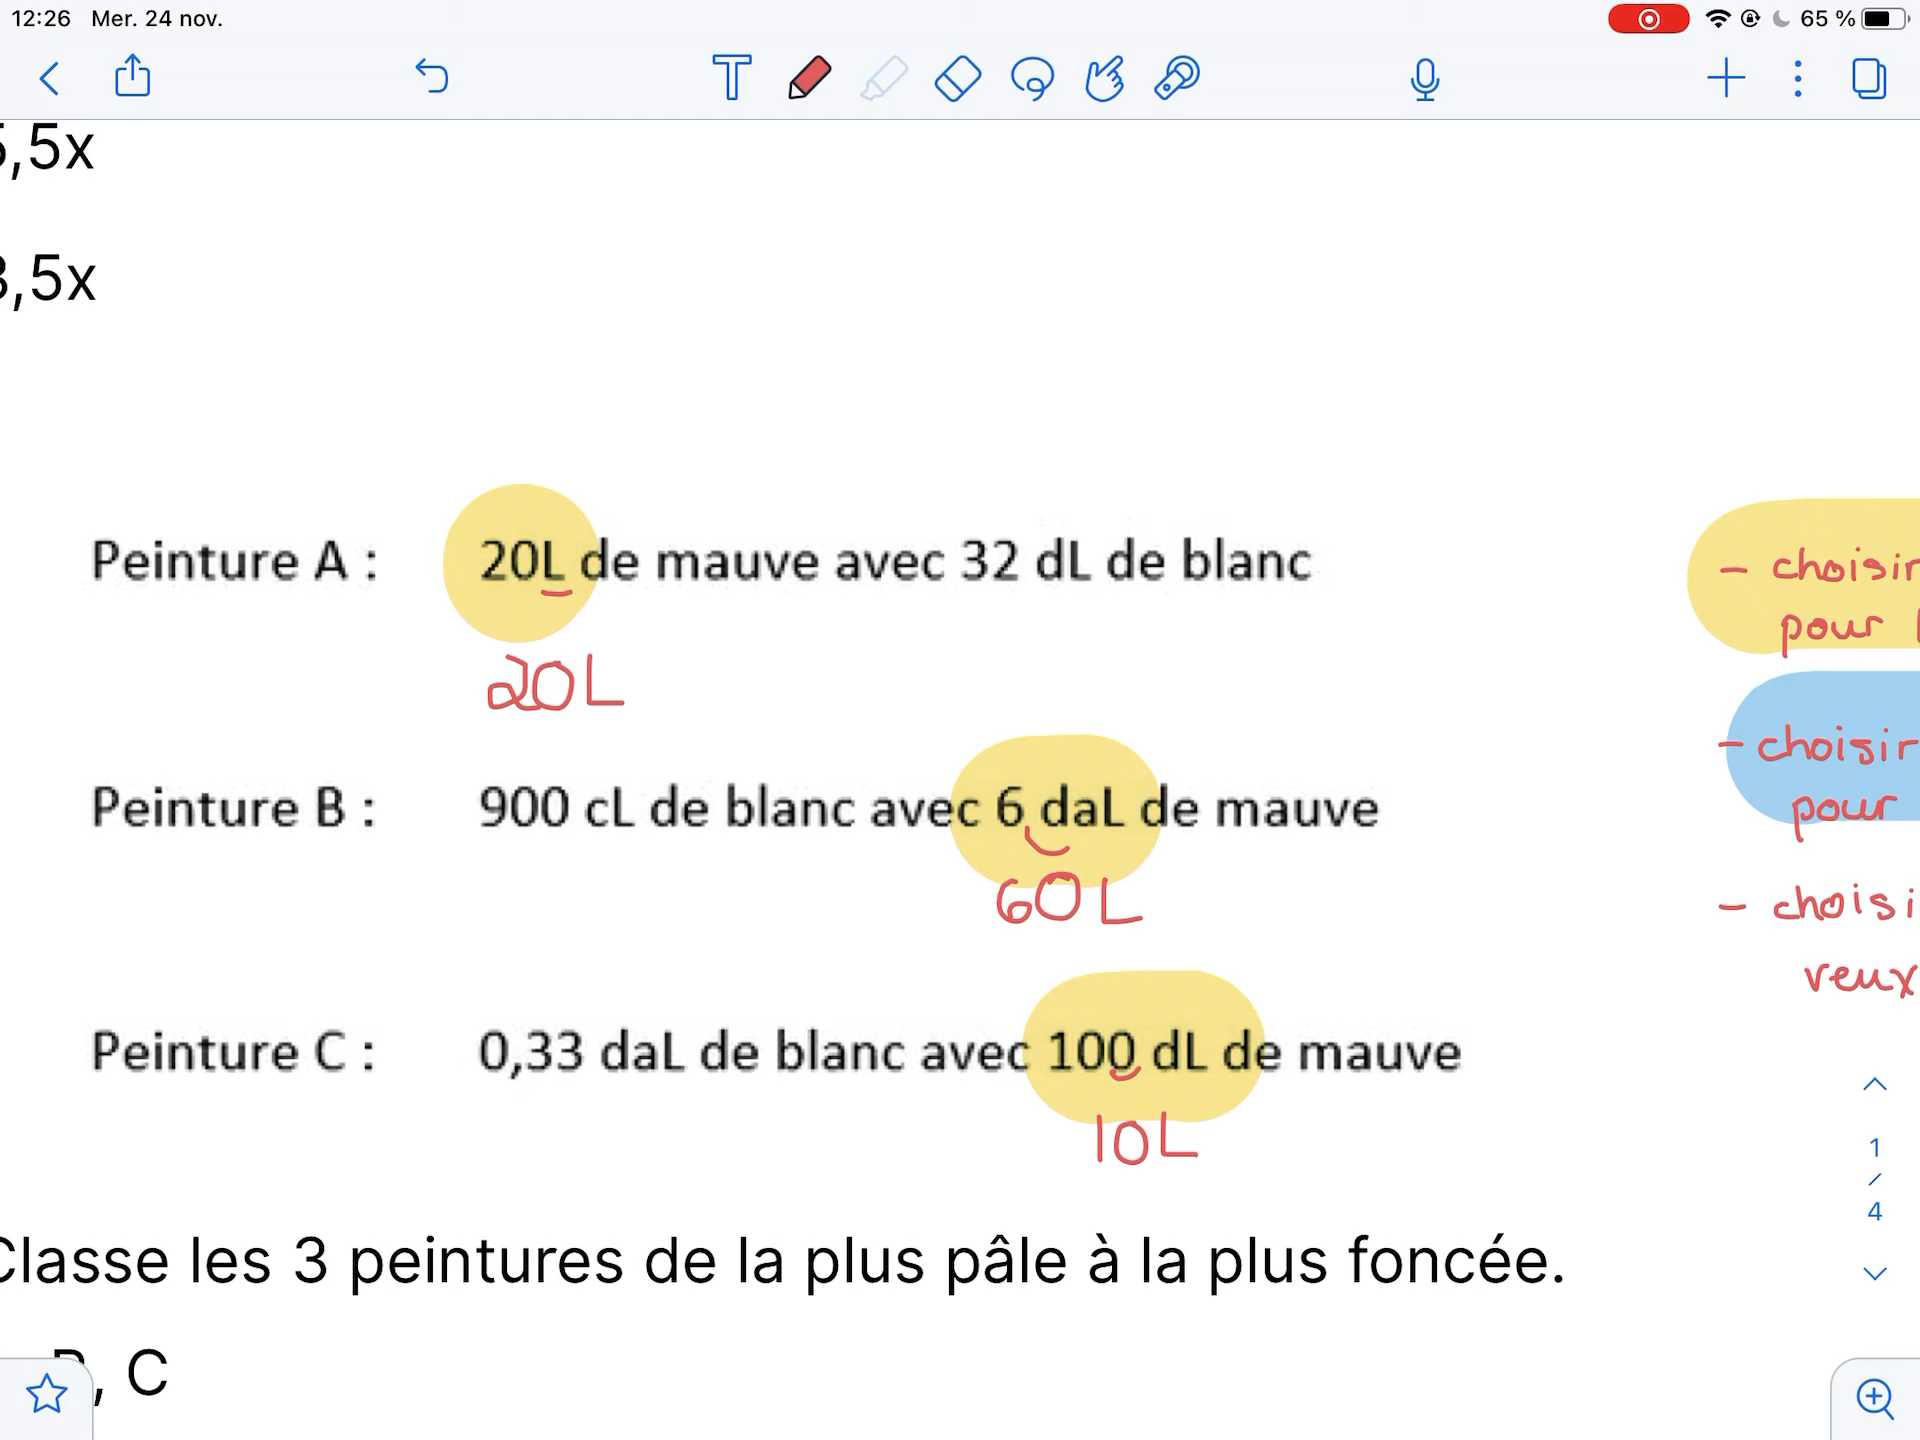 12:26 Mer. 24 nov.
65 %
5,5x
3,5x
Peinture A : 20L de mauve avec 32 dL de blanc
20L
Peinture B : 900 cL de blanc avec 6 daL de mauve
60L
Peinture C : 0,33 daL de blanc avec 100 dL de mauve
10L
- choisir
pour
- choisir
pour
- choisi
veux
1
/
4
Classe les 3 peintures de la plus pâle à la plus foncée.
B, C